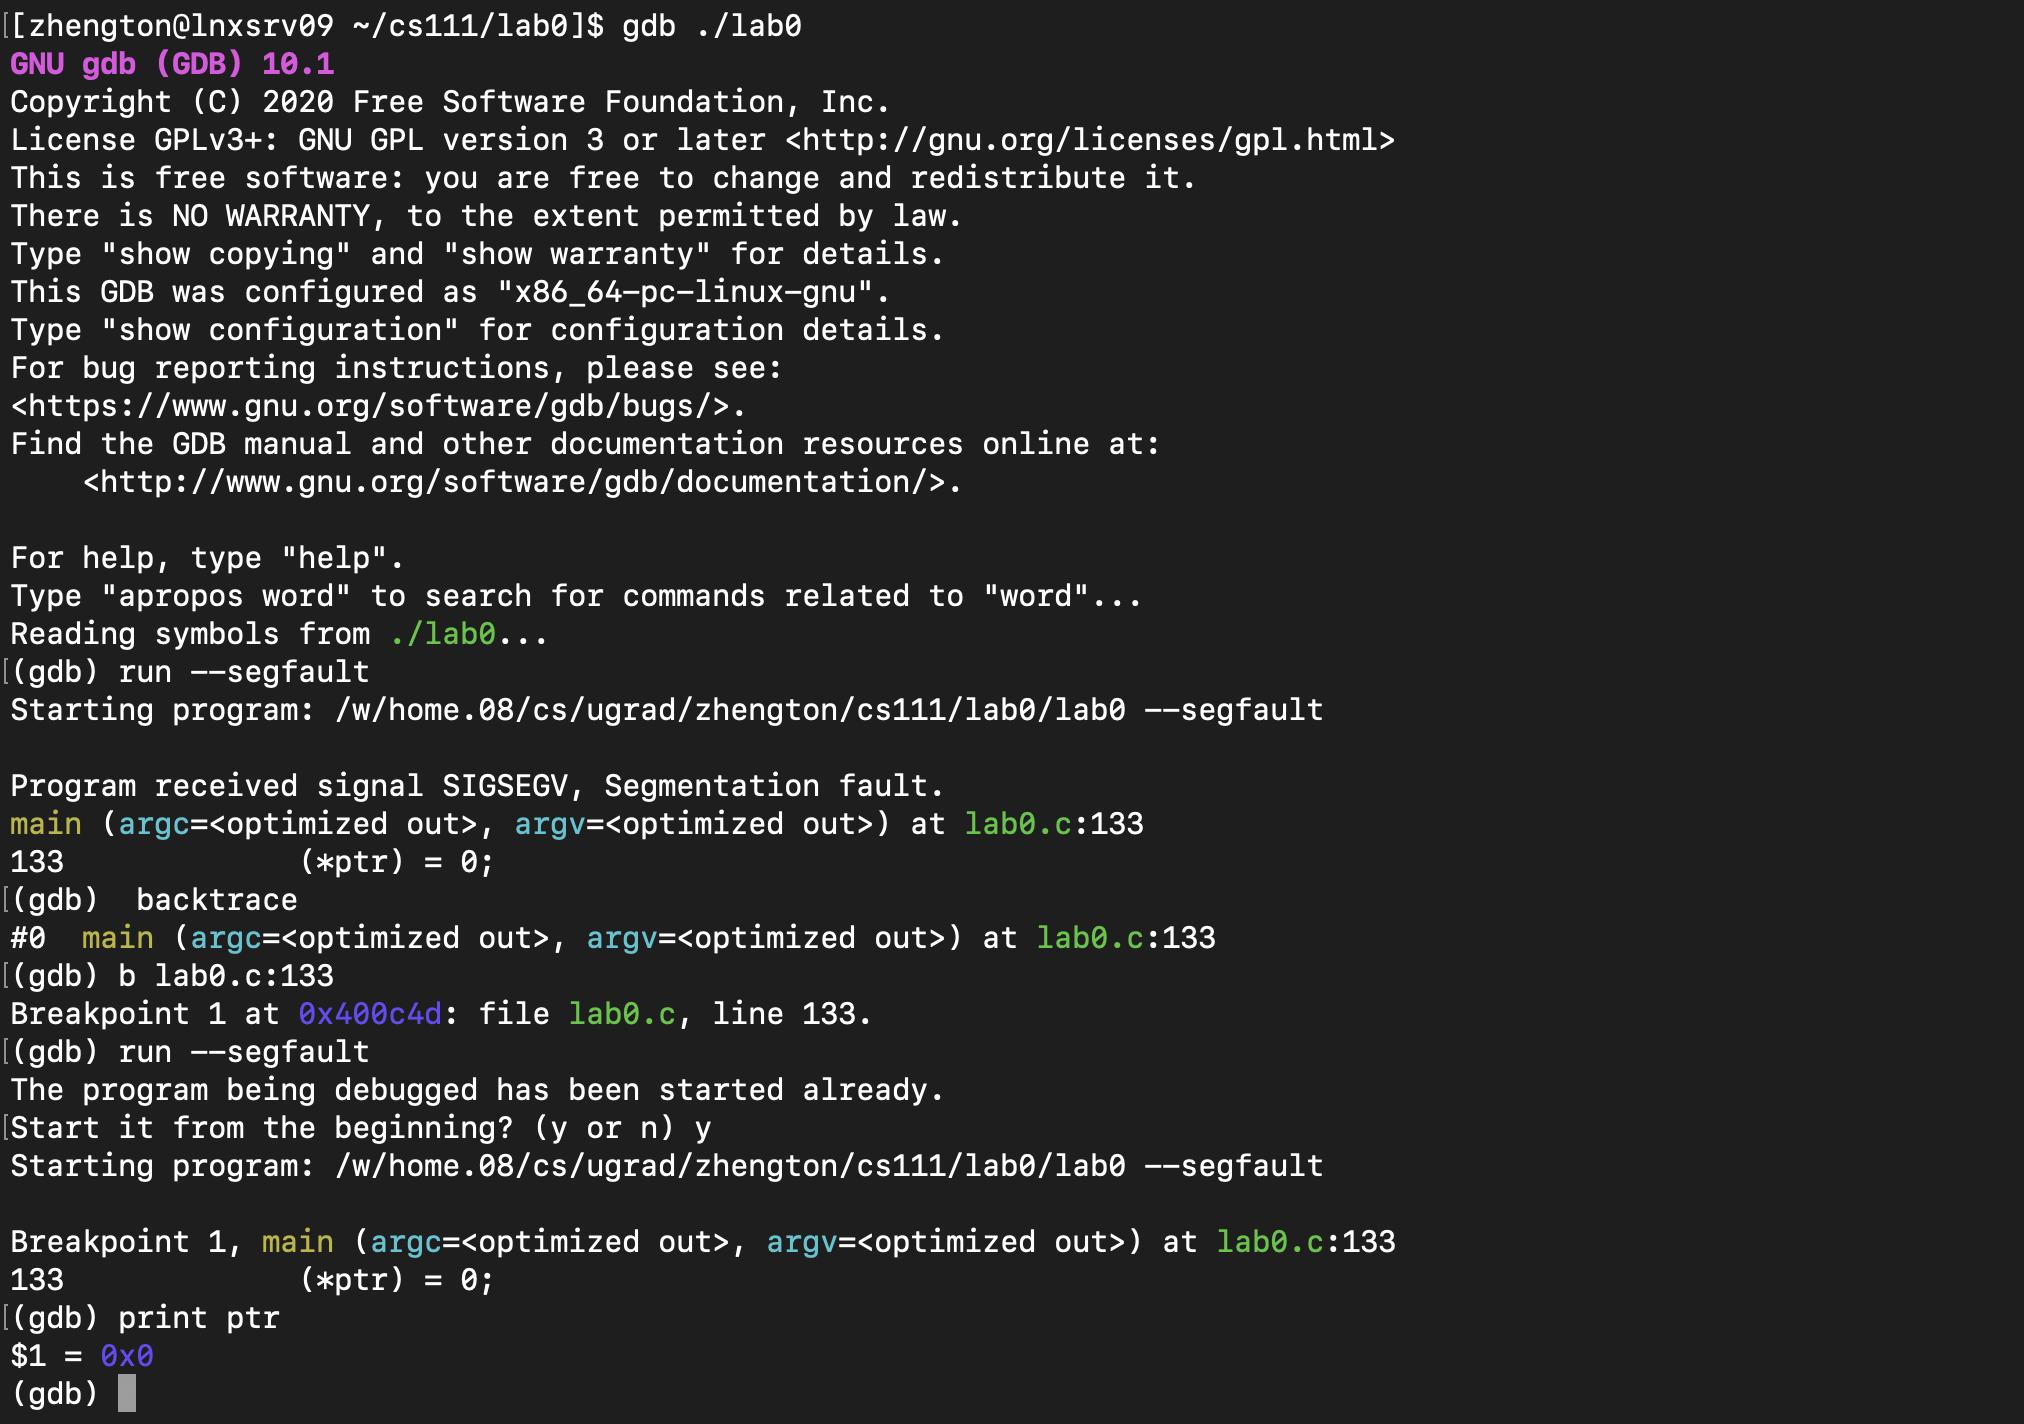 [zhengton@lnxsrv09 ~/cs111/lab0]$ gdb ./lab0
GNU gdb (GDB) 10.1
Copyright (C) 2020 Free Software Foundation, Inc.
License GPLv3+: GNU GPL version 3 or later <http://gnu.org/licenses/gpl.html>
This is free software: you are free to change and redistribute it.
There is NO WARRANTY, to the extent permitted by law.
Type "show copying" and "show warranty" for details.
This GDB was configured as "x86_64-pc-linux-gnu".
Type "show configuration" for configuration details.
For bug reporting instructions, please see:
<https://www.gnu.org/software/gdb/bugs/>.
Find the GDB manual and other documentation resources online at:
    <http://www.gnu.org/software/gdb/documentation/>.

For help, type "help".
Type "apropos word" to search for commands related to "word"...
Reading symbols from ./lab0...
(gdb) run --segfault
Starting program: /w/home.08/cs/ugrad/zhengton/cs111/lab0/lab0 --segfault

Program received signal SIGSEGV, Segmentation fault.
main (argc=<optimized out>, argv=<optimized out>) at lab0.c:133
133             (*ptr) = 0;
(gdb)  backtrace
#0  main (argc=<optimized out>, argv=<optimized out>) at lab0.c:133
(gdb) b lab0.c:133
Breakpoint 1 at 0x400c4d: file lab0.c, line 133.
(gdb) run --segfault
The program being debugged has been started already.
Start it from the beginning? (y or n) y
Starting program: /w/home.08/cs/ugrad/zhengton/cs111/lab0/lab0 --segfault

Breakpoint 1, main (argc=<optimized out>, argv=<optimized out>) at lab0.c:133
133             (*ptr) = 0;
(gdb) print ptr
$1 = 0x0
(gdb)